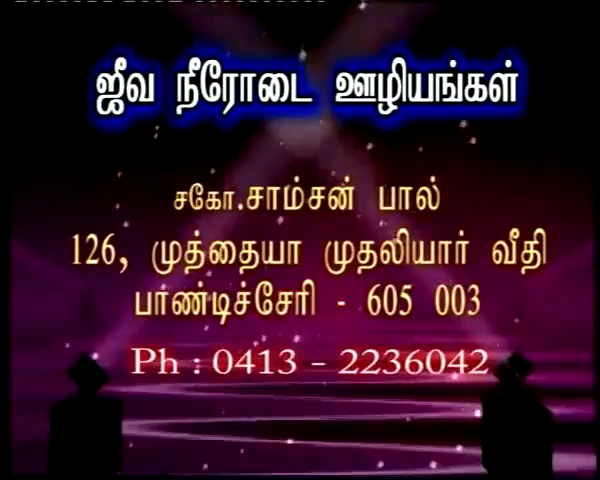 ஜீவ நீரோடை ஊழியங்கள்
சகோ.சாம்சன் பால்
126, முத்தையா முதலியார் வீதி
பாண்டிச்சேரி - 605 003
Ph : 0413 - 2236042